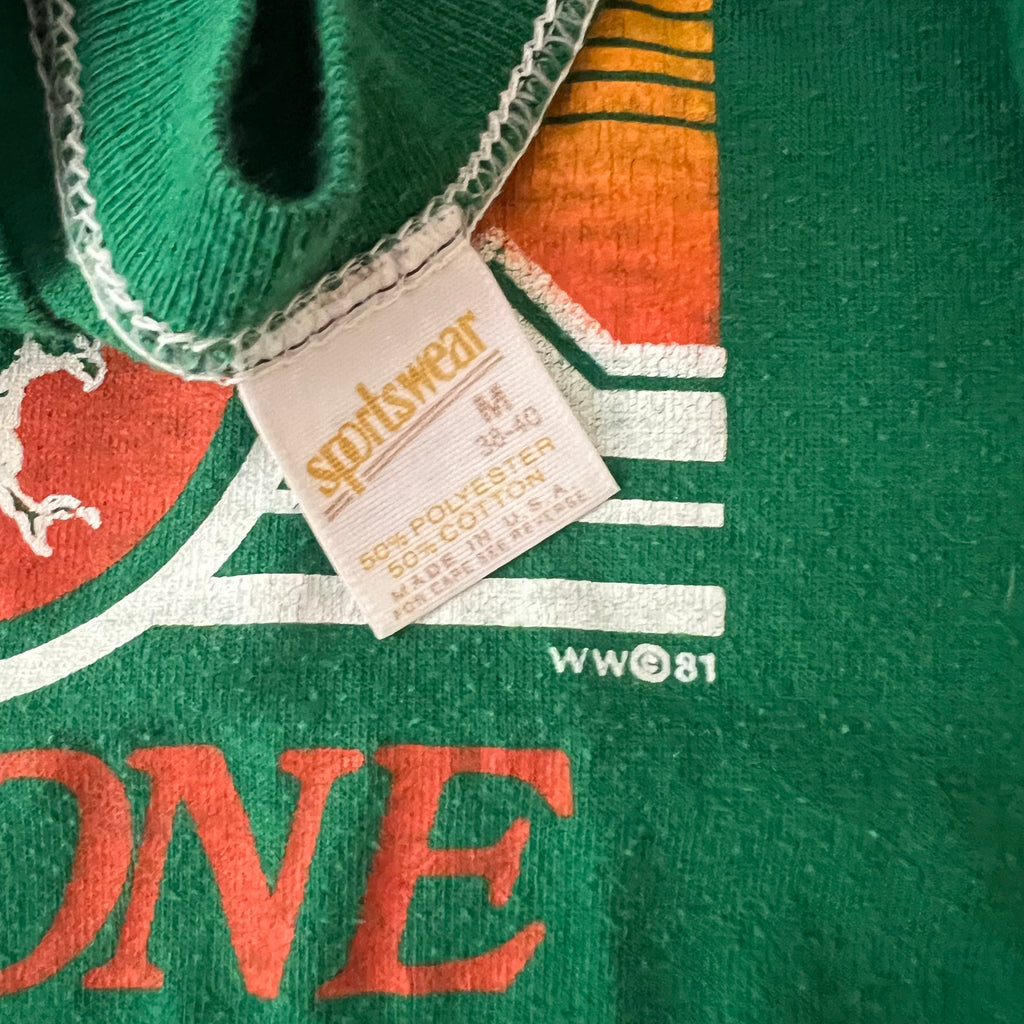 sportswear
M
38-40
50% POLYESTER
50% COTTON
MADE IN U.S.A.
FOR CARE SEE REVERSE
WW©81
ONE